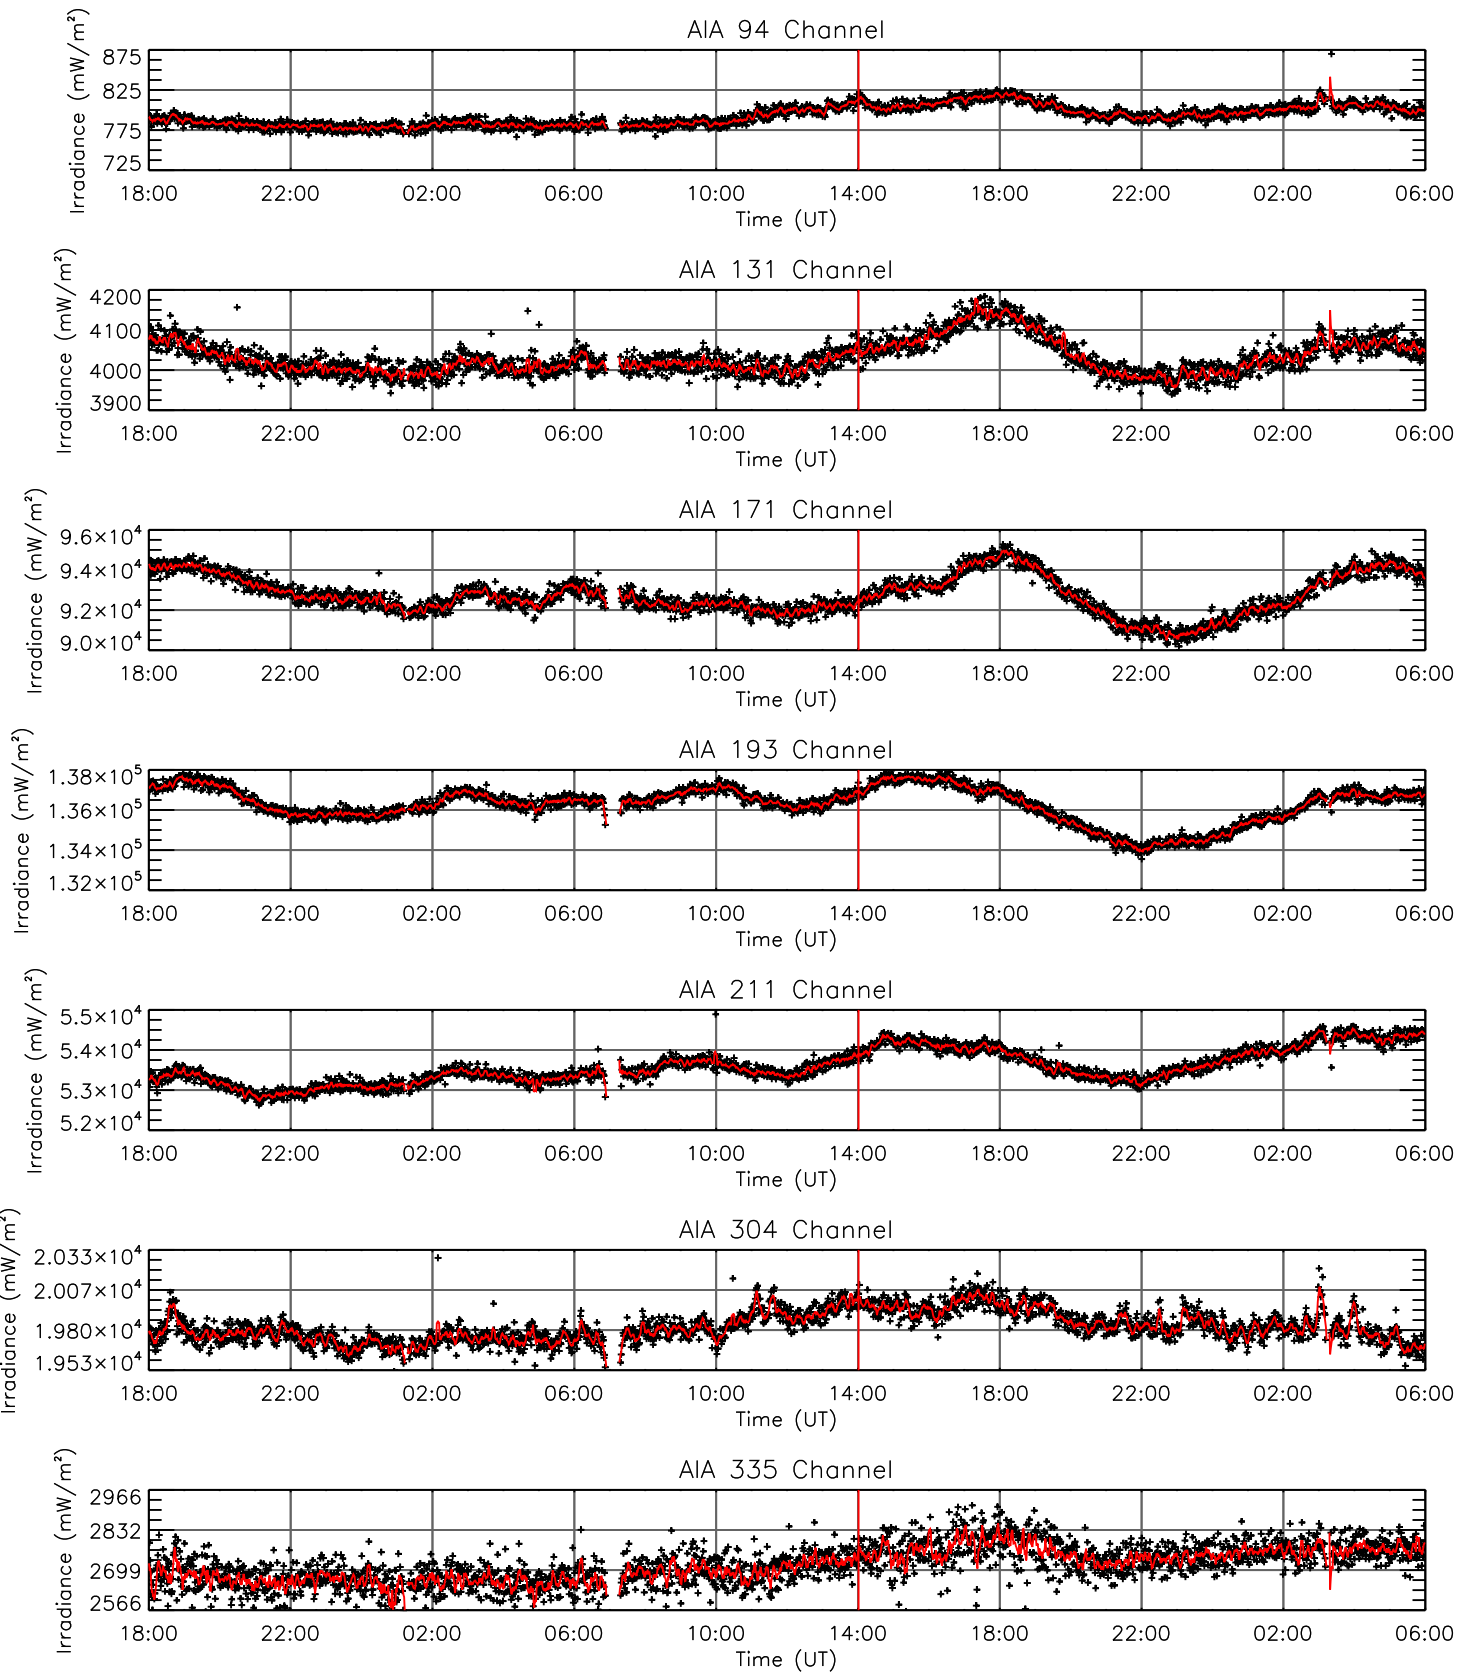 AIA 94 Channel
Irradiance (mW/m²)
875
825
775
725
18:00 22:00 02:00 06:00 10:00 14:00 18:00 22:00 02:00 06:00
Time (UT)
AIA 131 Channel
Irradiance (mW/m²)
4200
4100
4000
3900
18:00 22:00 02:00 06:00 10:00 14:00 18:00 22:00 02:00 06:00
Time (UT)
AIA 171 Channel
Irradiance (mW/m²)
9.6×10⁴
9.4×10⁴
9.2×10⁴
9.0×10⁴
18:00 22:00 02:00 06:00 10:00 14:00 18:00 22:00 02:00 06:00
Time (UT)
AIA 193 Channel
Irradiance (mW/m²)
1.38×10⁵
1.36×10⁵
1.34×10⁵
1.32×10⁵
18:00 22:00 02:00 06:00 10:00 14:00 18:00 22:00 02:00 06:00
Time (UT)
AIA 211 Channel
Irradiance (mW/m²)
5.5×10⁴
5.4×10⁴
5.3×10⁴
5.2×10⁴
18:00 22:00 02:00 06:00 10:00 14:00 18:00 22:00 02:00 06:00
Time (UT)
AIA 304 Channel
Irradiance (mW/m²)
2.033×10⁴
2.007×10⁴
1.980×10⁴
1.953×10⁴
18:00 22:00 02:00 06:00 10:00 14:00 18:00 22:00 02:00 06:00
Time (UT)
AIA 335 Channel
Irradiance (mW/m²)
2966
2832
2699
2566
18:00 22:00 02:00 06:00 10:00 14:00 18:00 22:00 02:00 06:00
Time (UT)